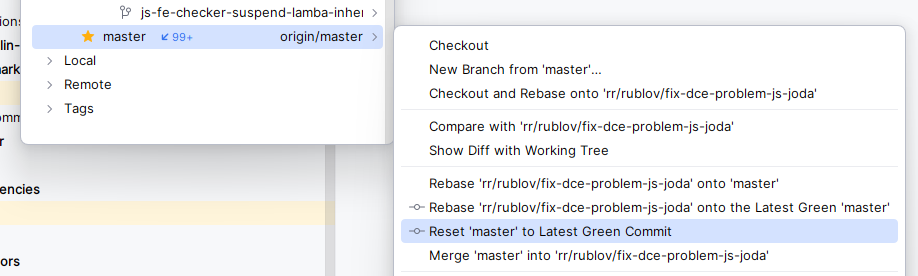 js-fe-checker-suspend-lamba-inher
ions
master 99+ origin/master
lin-
Local
mark
Remote
Tags
omm
r
encies
ors
Checkout
New Branch from 'master'...
Checkout and Rebase onto 'rr/rublov/fix-dce-problem-js-joda'
Compare with 'rr/rublov/fix-dce-problem-js-joda'
Show Diff with Working Tree
Rebase 'rr/rublov/fix-dce-problem-js-joda' onto 'master'
Rebase 'rr/rublov/fix-dce-problem-js-joda' onto the Latest Green 'master'
Reset 'master' to Latest Green Commit
Merge 'master' into 'rr/rublov/fix-dce-problem-js-joda'